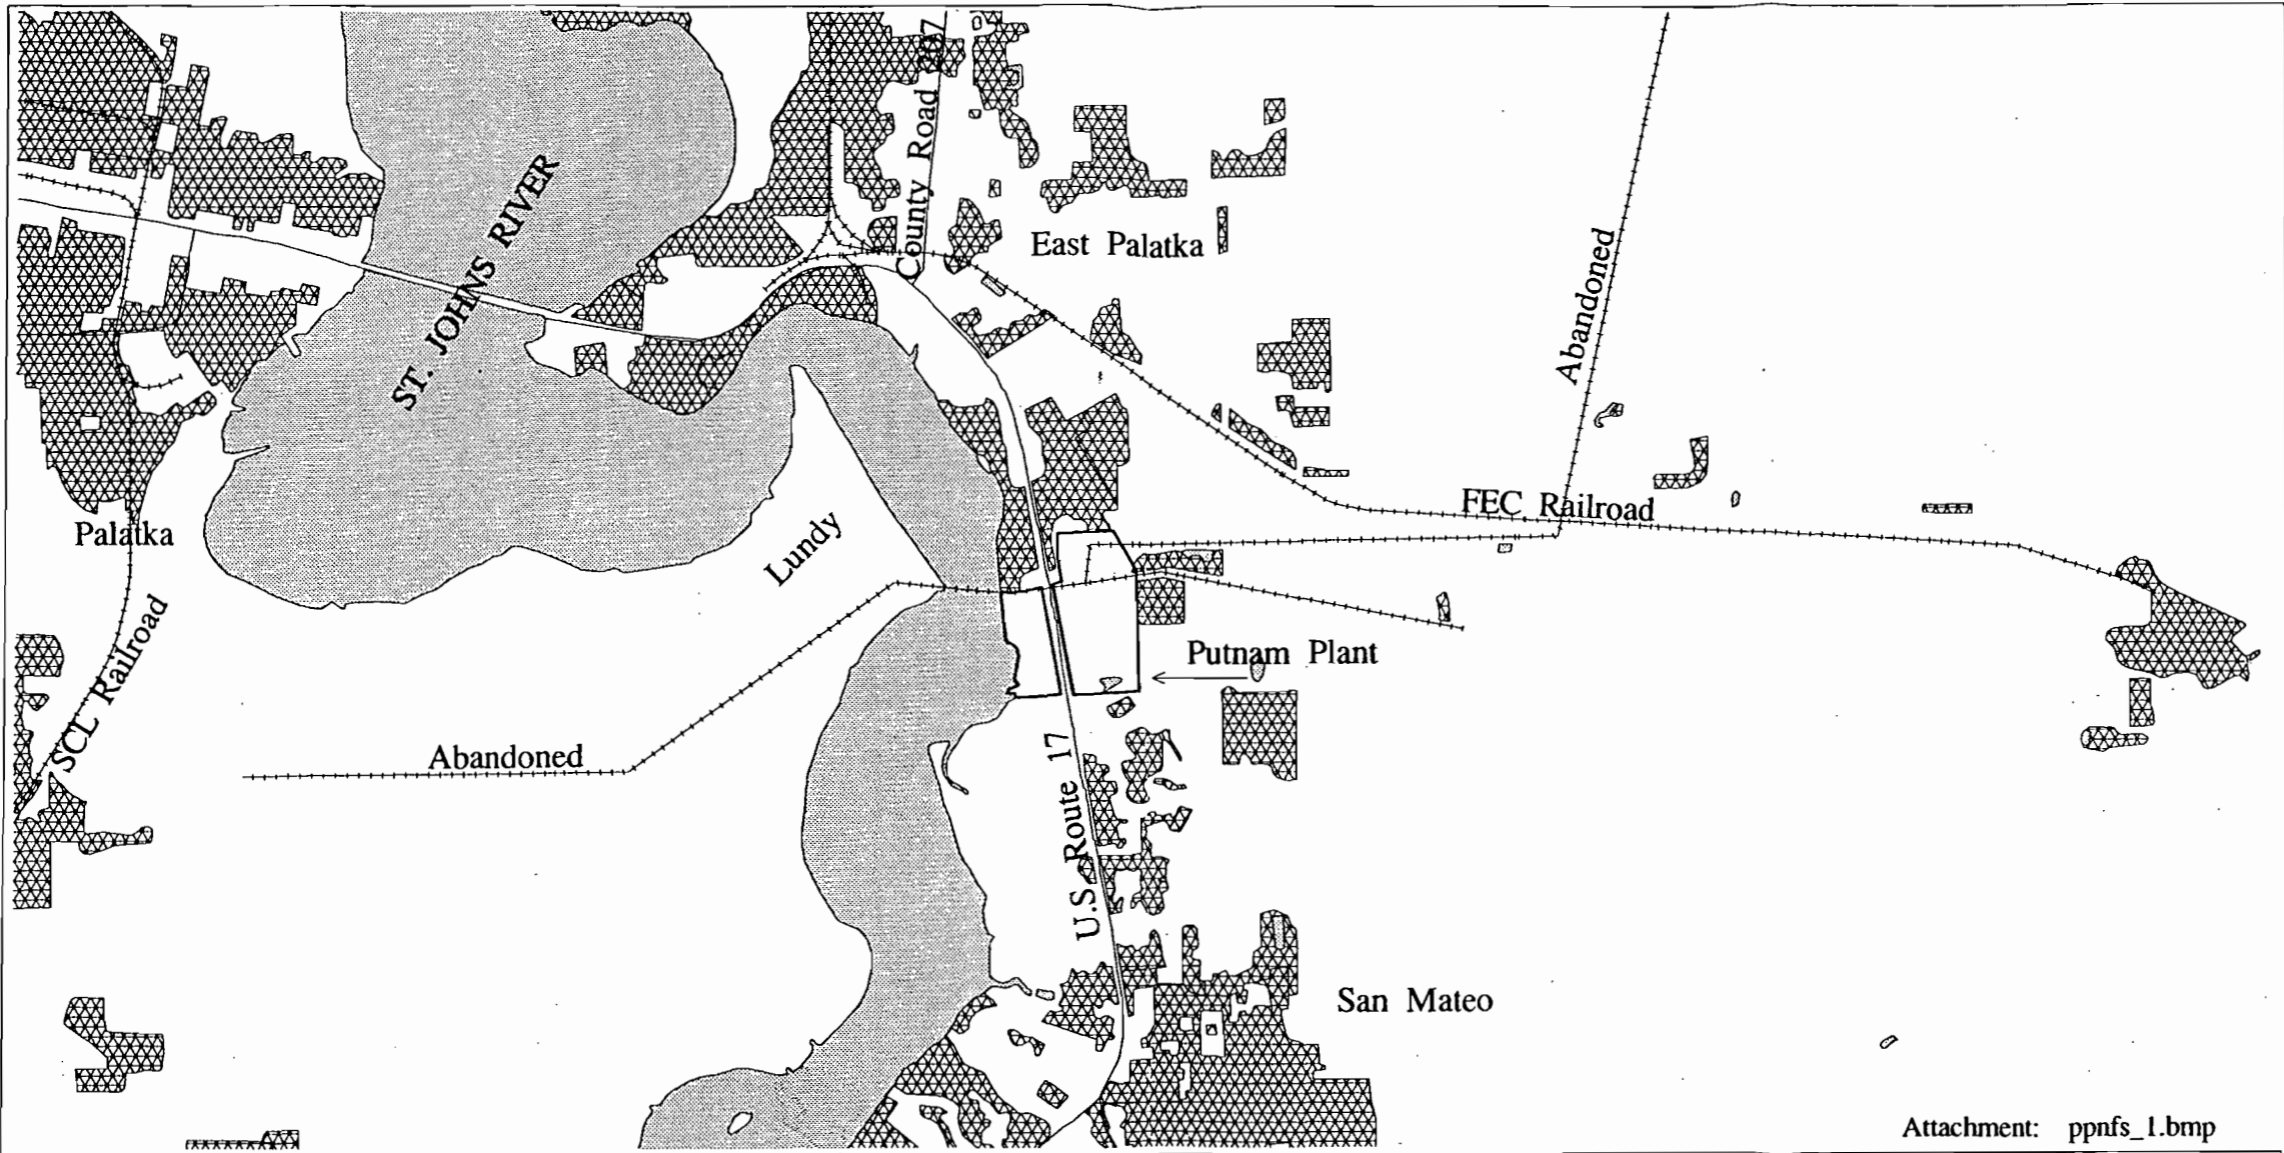 County Road 207
ST. JOHNS RIVER
East Palatka
Abandoned
FEC Railroad
Palatka
Lundy
SCL Railroad
Putnam Plant
Abandoned
U.S. Route 17
San Mateo
Attachment: ppnfs_1.bmp